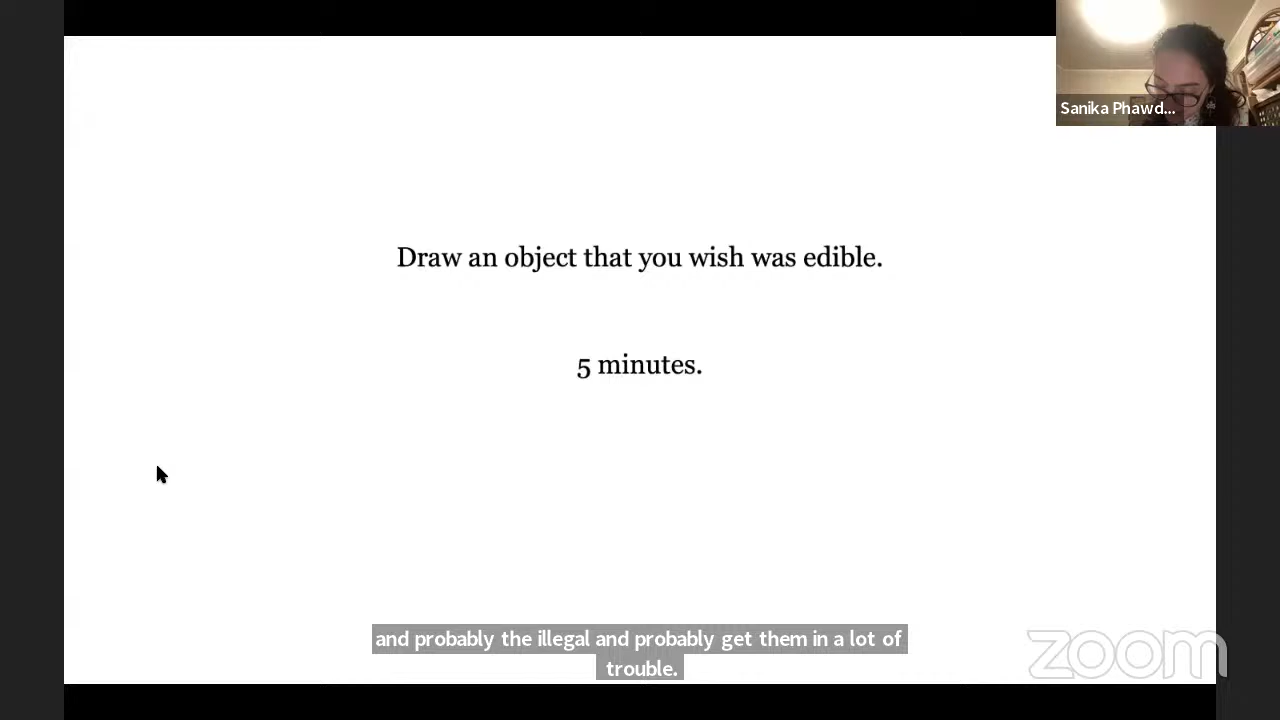 Sanika Phawd...
Draw an object that you wish was edible.
5 minutes.
and probably the illegal and probably get them in a lot of
trouble.
zoom